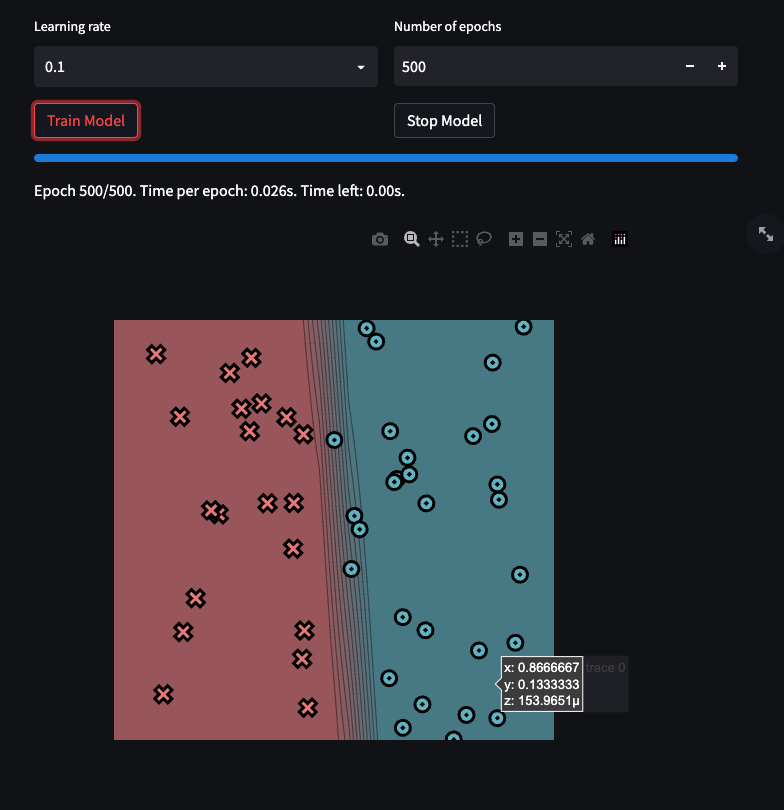 Learning rate
Number of epochs
0.1
500
Train Model
Stop Model
Epoch 500/500. Time per epoch: 0.026s. Time left: 0.00s.
x: 0.8666667
trace 0
y: 0.1333333
z: 153.9651μ